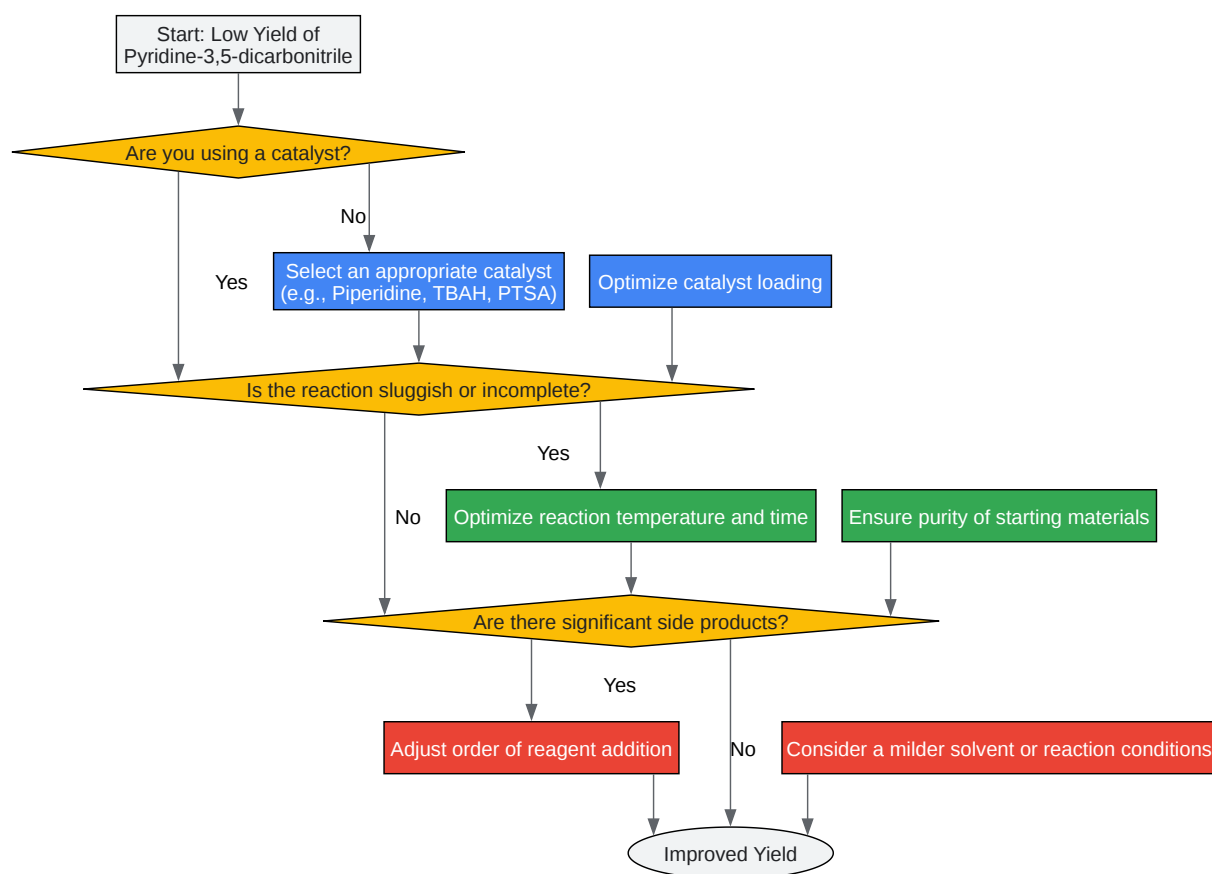 Start: Low Yield of
Pyridine-3,5-dicarbonitrile
Are you using a catalyst?
No
Yes
Select an appropriate catalyst
(e.g., Piperidine, TBAH, PTSA)
Optimize catalyst loading
Is the reaction sluggish or incomplete?
Yes
No
Optimize reaction temperature and time
Ensure purity of starting materials
Are there significant side products?
Yes
No
Adjust order of reagent addition
Consider a milder solvent or reaction conditions
Improved Yield